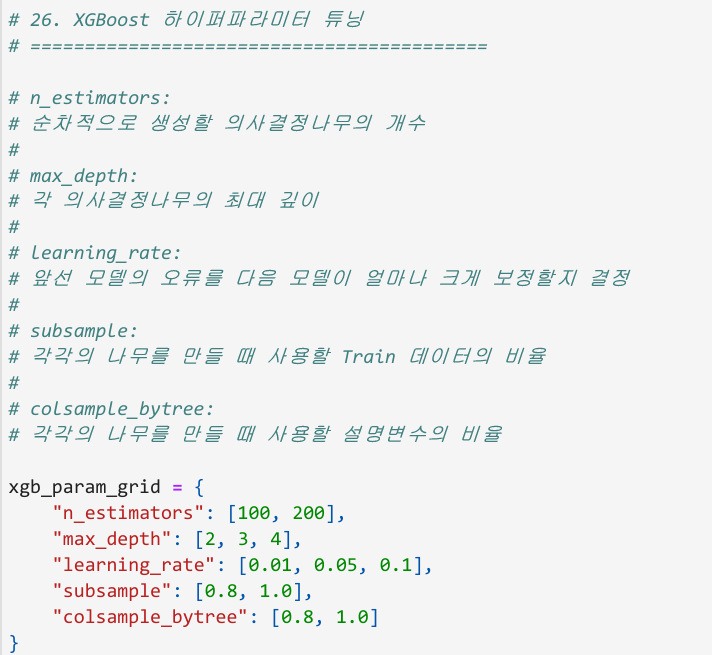 # 26. XGBoost 하이퍼파라미터 튜닝
# ==========================================
# n_estimators:
# 순차적으로 생성할 의사결정나무의 개수
#
# max_depth:
# 각 의사결정나무의 최대 깊이
#
# learning_rate:
# 앞선 모델의 오류를 다음 모델이 얼마나 크게 보정할지 결정
#
# subsample:
# 각각의 나무를 만들 때 사용할 Train 데이터의 비율
#
# colsample_bytree:
# 각각의 나무를 만들 때 사용할 설명변수의 비율
xgb_param_grid = {
    "n_estimators": [100, 200],
    "max_depth": [2, 3, 4],
    "learning_rate": [0.01, 0.05, 0.1],
    "subsample": [0.8, 1.0],
    "colsample_bytree": [0.8, 1.0]
}